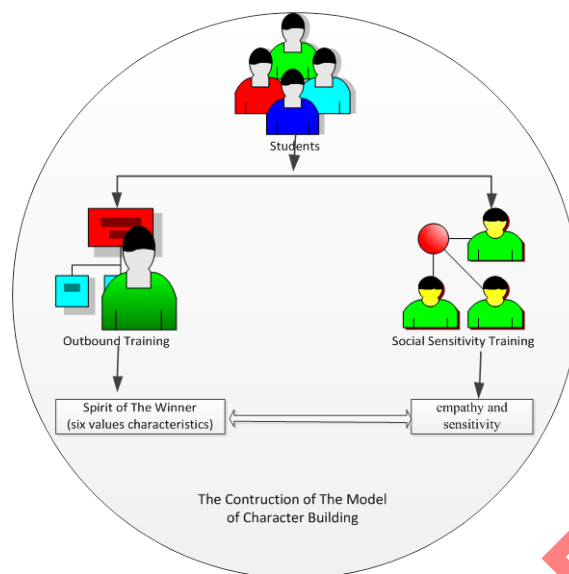 Students
Outbound Training
Social Sensitivity Training
Spirit of The Winner
(six values characteristics)
empathy and
sensitivity
The Contruction of The Model
of Character Building